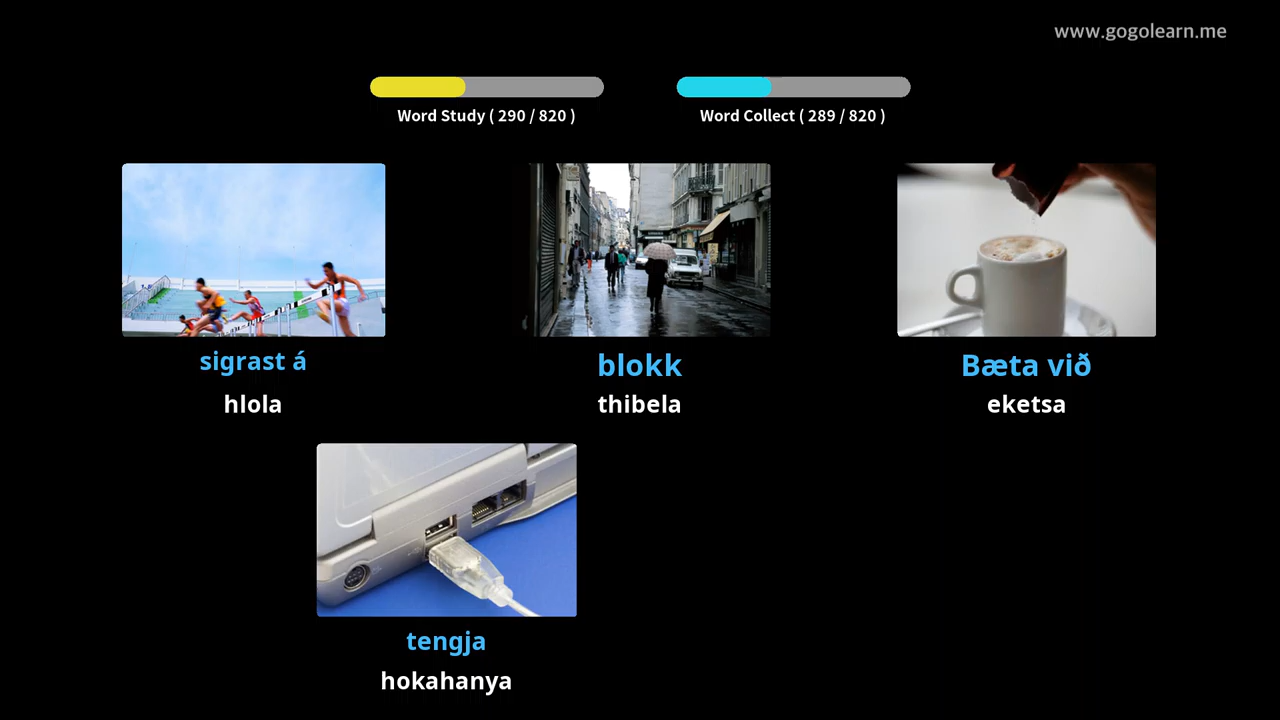 www.gogolearn.me
Word Study ( 290 / 820 )
Word Collect ( 289 / 820 )
sigrast á
hlola
blokk
thibela
Bæta við
eketsa
tengja
hokahanya